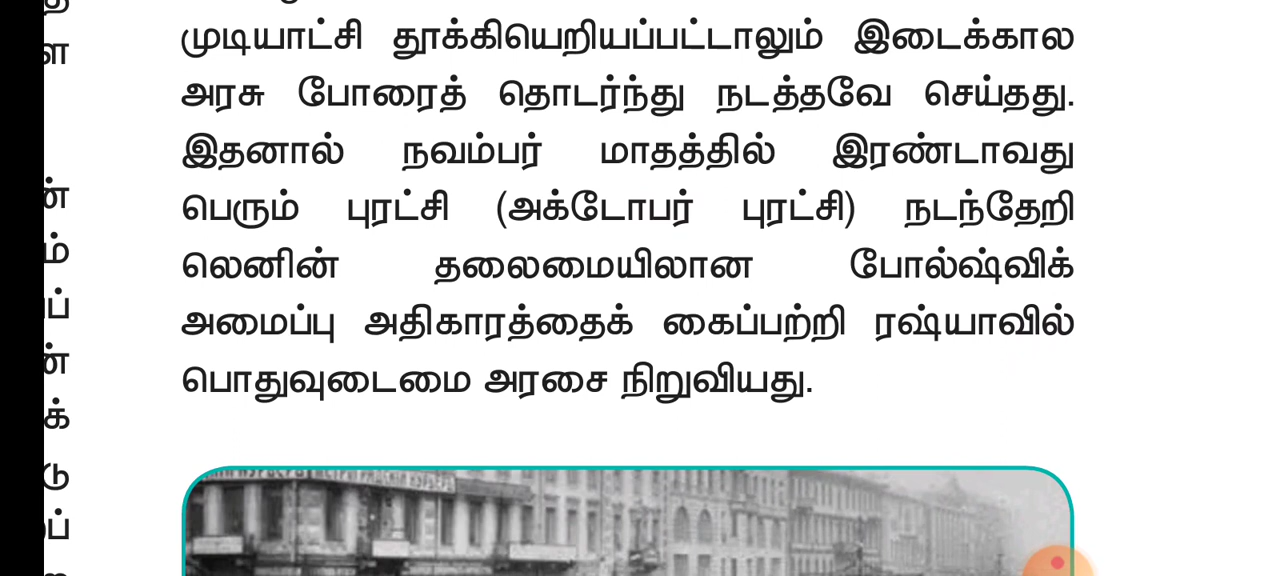 முடியாட்சி தூக்கியெறியப்பட்டாலும் இடைக்கால
அரசு போரைத் தொடர்ந்து நடத்தவே செய்தது.
இதனால் நவம்பர் மாதத்தில் இரண்டாவது
பெரும் புரட்சி (அக்டோபர் புரட்சி) நடந்தேறி
லெனின் தலைமையிலான போல்ஷ்விக்
அமைப்பு அதிகாரத்தைக் கைப்பற்றி ரஷ்யாவில்
பொதுவுடைமை அரசை நிறுவியது.